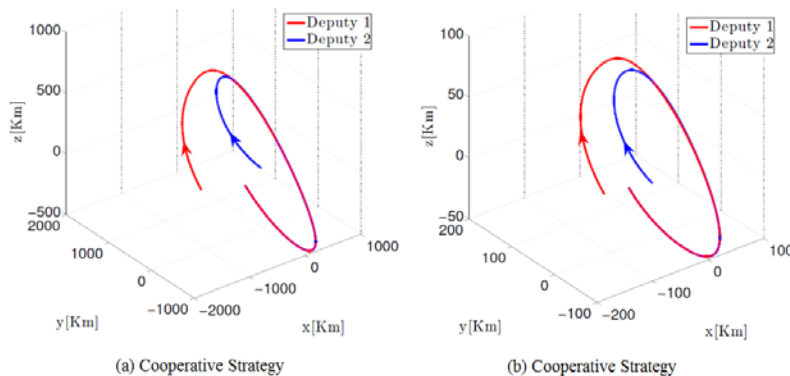 Deputy 1
Deputy 2
1000
500
0
−500
z[Km]
2000
1000
0
−1000
y[Km]
−2000
−1000
0
1000
x[Km]
(a) Cooperative Strategy
Deputy 1
Deputy 2
100
50
0
−50
z[Km]
200
100
0
−100
y[Km]
−200
−100
0
100
x[Km]
(b) Cooperative Strategy